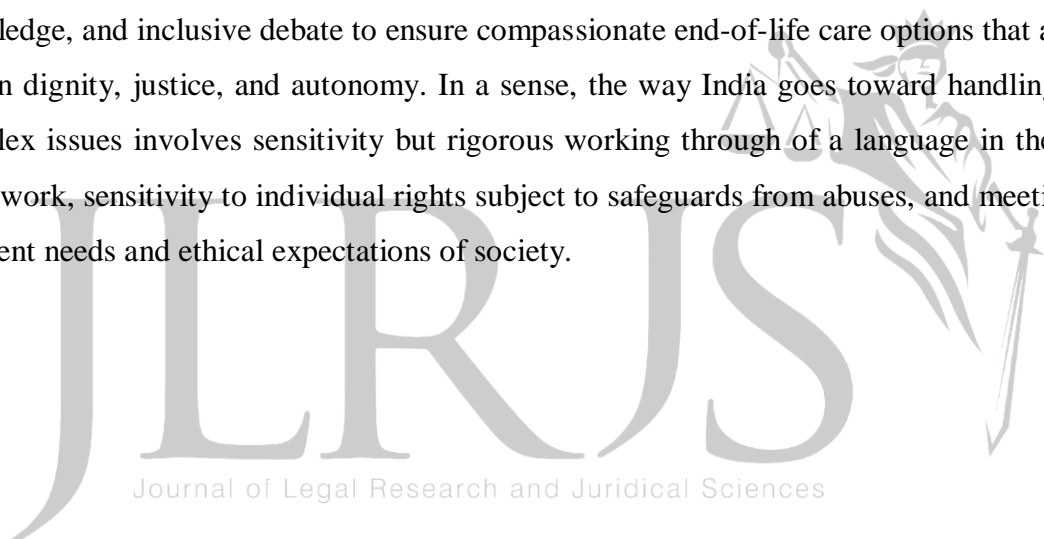 ledge, and inclusive debate to ensure compassionate end-of-life care options that a
n dignity, justice, and autonomy. In a sense, the way India goes toward handling
lex issues involves sensitivity but rigorous working through of a language in the
work, sensitivity to individual rights subject to safeguards from abuses, and meeti
ent needs and ethical expectations of society.
JLRJS
Journal of Legal Research and Juridical Sciences